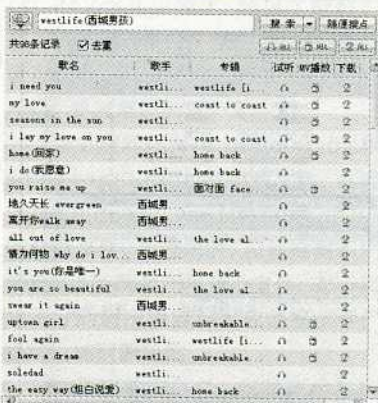 westlife(西城男孩) 搜 索 随便搜点
共98条记录 去重
歌名 歌手 专辑 试听 MV播放 下载
i need you westli... westlife [i...
my love westli... coast to coast
seasons in the sun westli...
i lay my love on you westli... coast to coast
home(回家) westli... home back
i do(我愿意) westli... home back
you raise me up westli... 面对面 face
地久天长 evergreen 西城男...
离开你walk away 西城男...
all out of love westli... the love al...
情为何物 why do i lov... 西城男...
it's you(你是唯一) westli... home back
you are so beautiful westli... the love al...
swear it again 西城男...
uptown girl westli... unbreakable...
fool again westli... westlife [i...
i have a dream westli... unbreakable...
soledad westli...
the easy way(坦白说爱) westli... home back